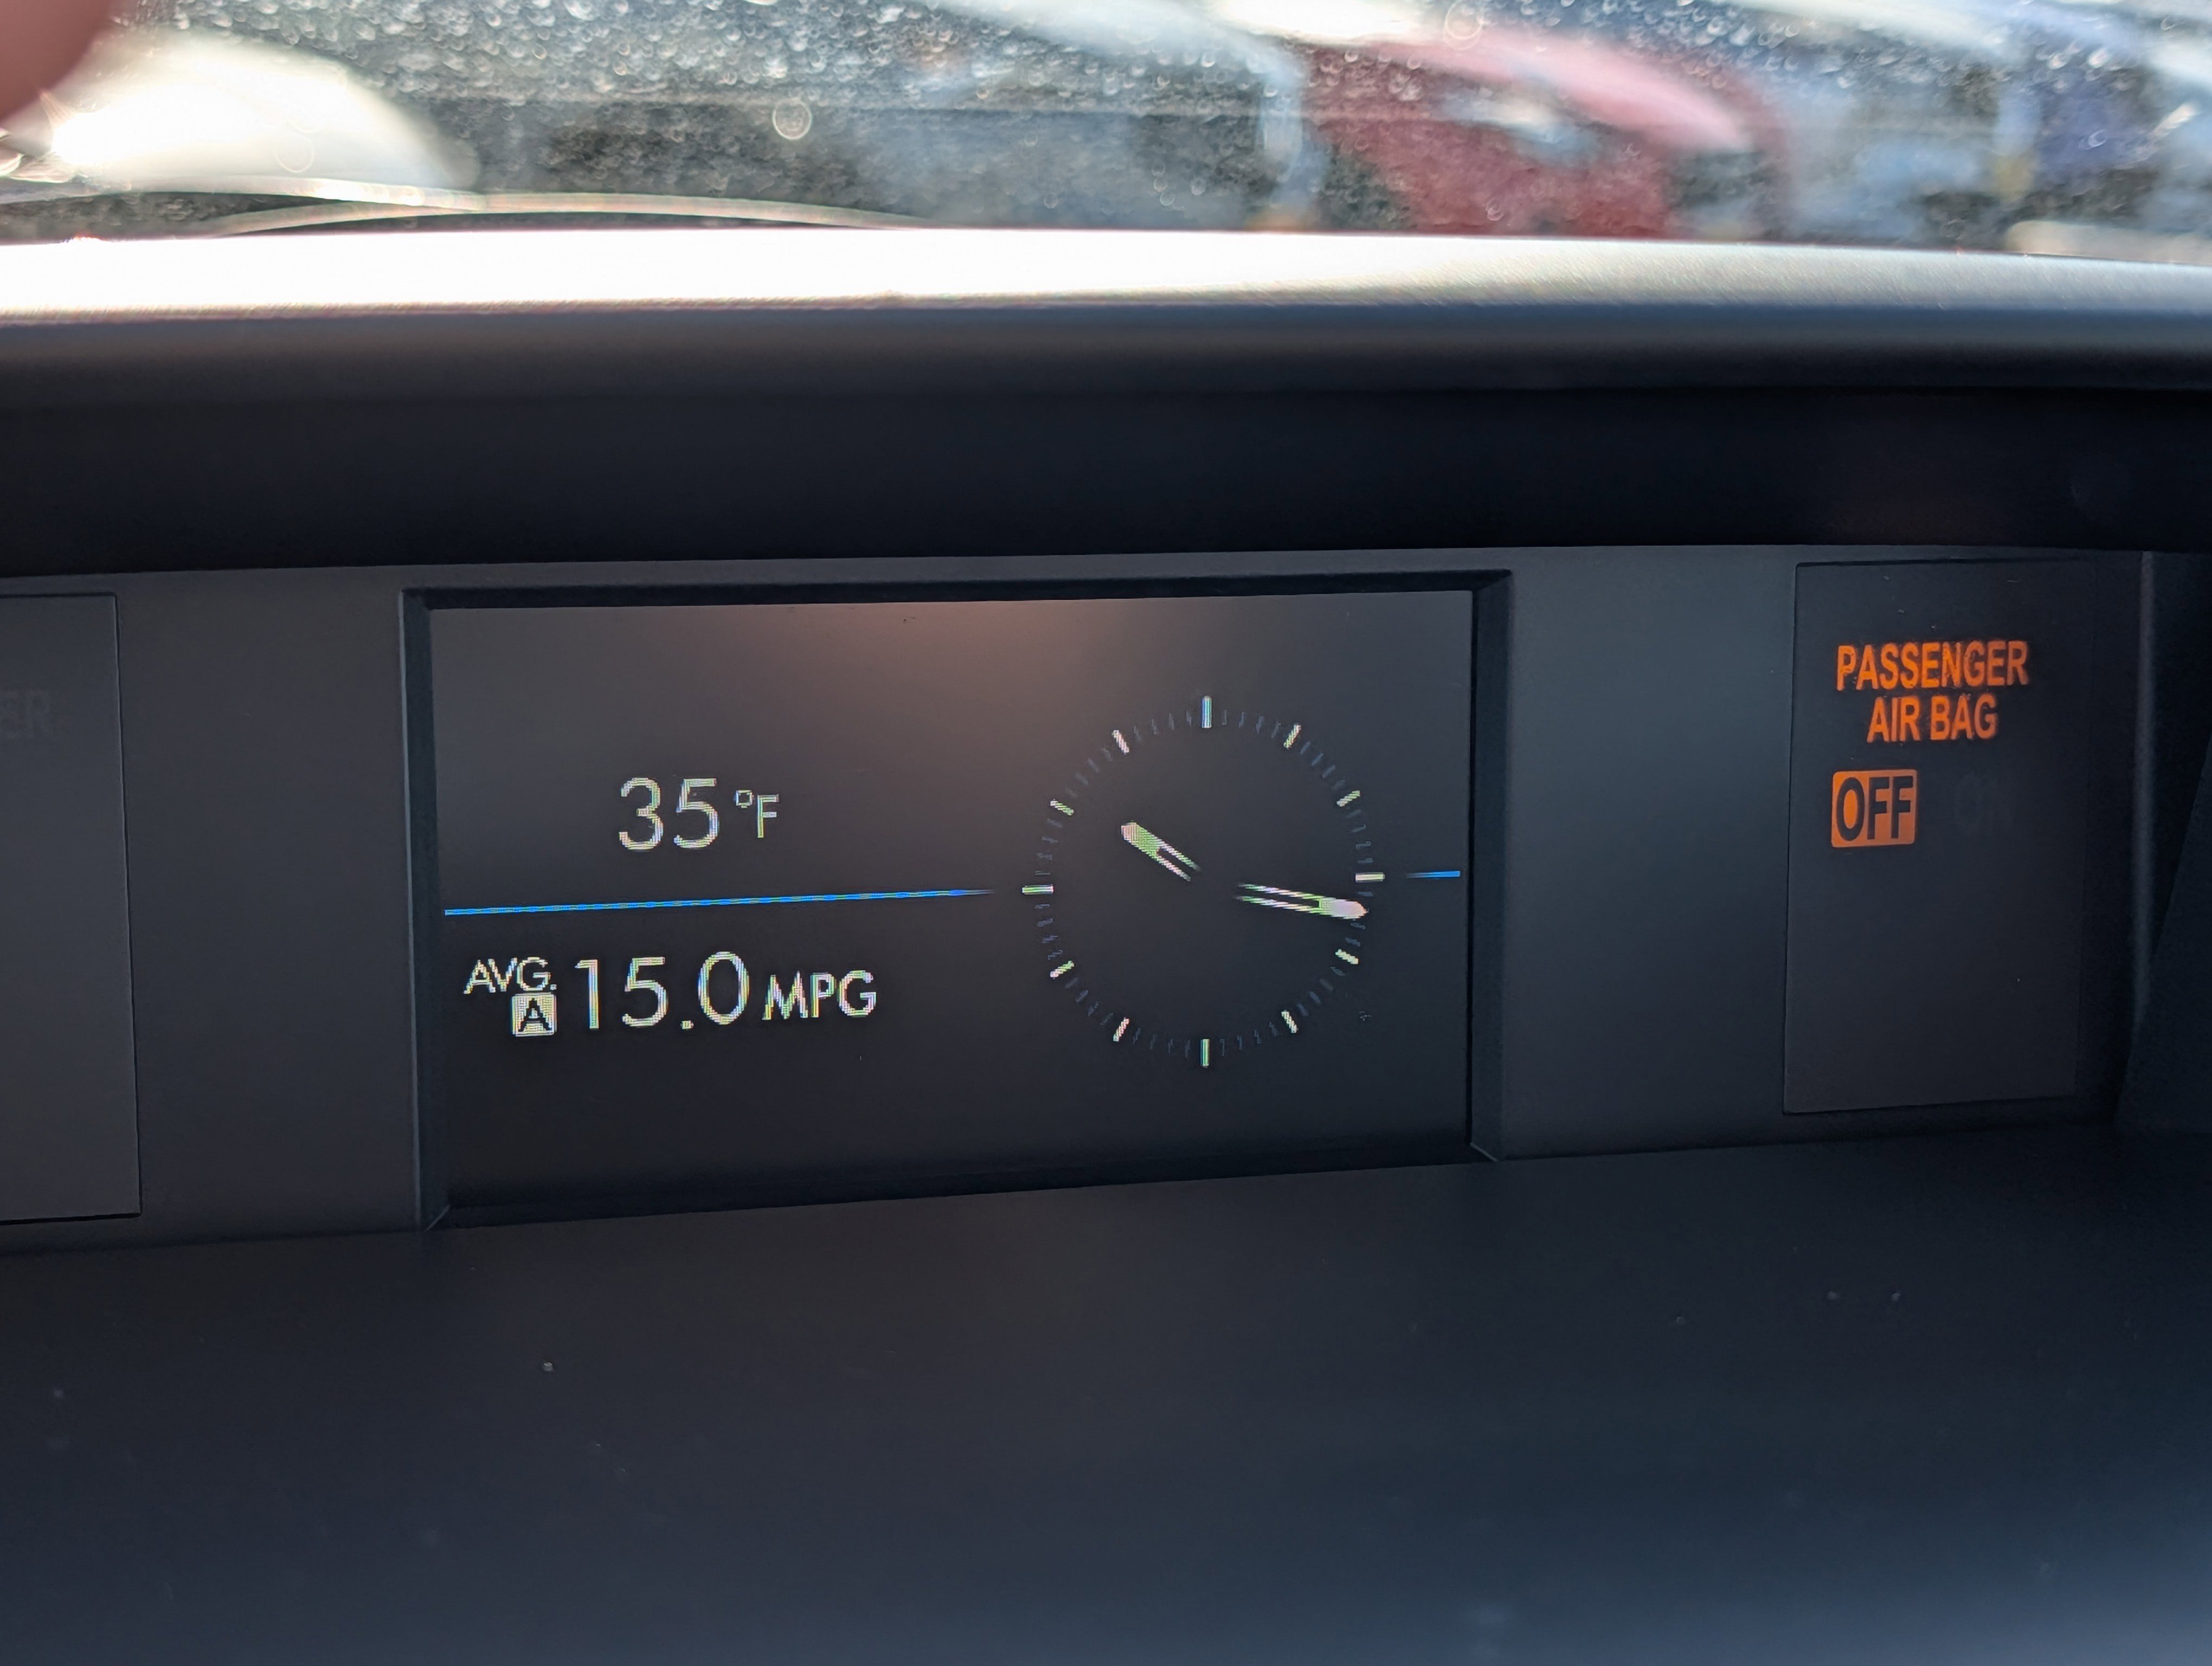 35°F
AVG.
A 15.0 MPG
PASSENGER
AIR BAG
OFF